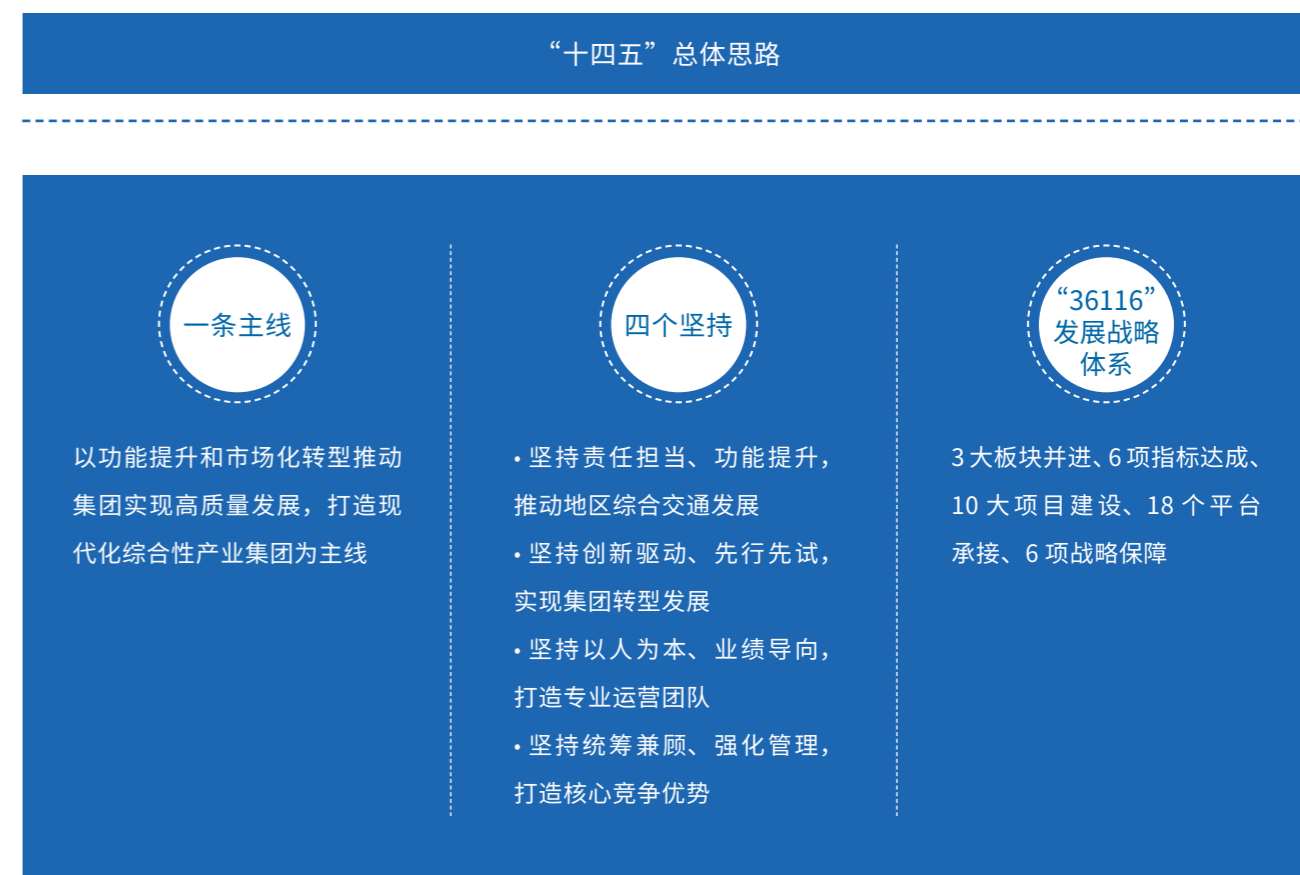 “十四五”总体思路
一条主线
以功能提升和市场化转型推动
集团实现高质量发展，打造现
代化综合性产业集团为主线
四个坚持
• 坚持责任担当、功能提升，
推动地区综合交通发展
• 坚持创新驱动、先行先试，
实现集团转型发展
• 坚持以人为本、业绩导向，
打造专业运营团队
• 坚持统筹兼顾、强化管理，
打造核心竞争优势
“36116”
发展战略
体系
3 大板块并进、6 项指标达成、
10 大项目建设、18 个平台
承接、6 项战略保障